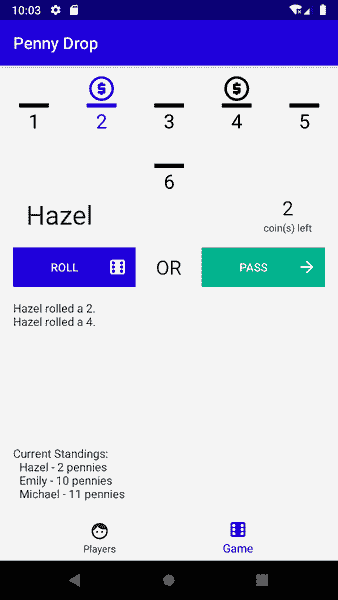 10:03
Penny Drop
1 2 3 4 5
6
Hazel
2
coin(s) left
ROLL OR PASS
Hazel rolled a 2.
Hazel rolled a 4.
Current Standings:
Hazel - 2 pennies
Emily - 10 pennies
Michael - 11 pennies
Players Game